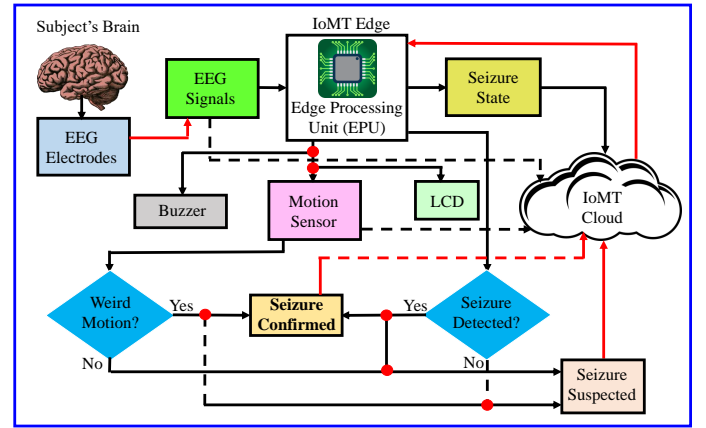 Subject's Brain
IoMT Edge
EEG
Signals
Edge Processing
Unit (EPU)
Seizure
State
EEG
Electrodes
Buzzer
Motion
Sensor
LCD
IoMT
Cloud
Weird
Motion?
Yes
Seizure
Confirmed
Yes
Seizure
Detected?
No
No
Seizure
Suspected